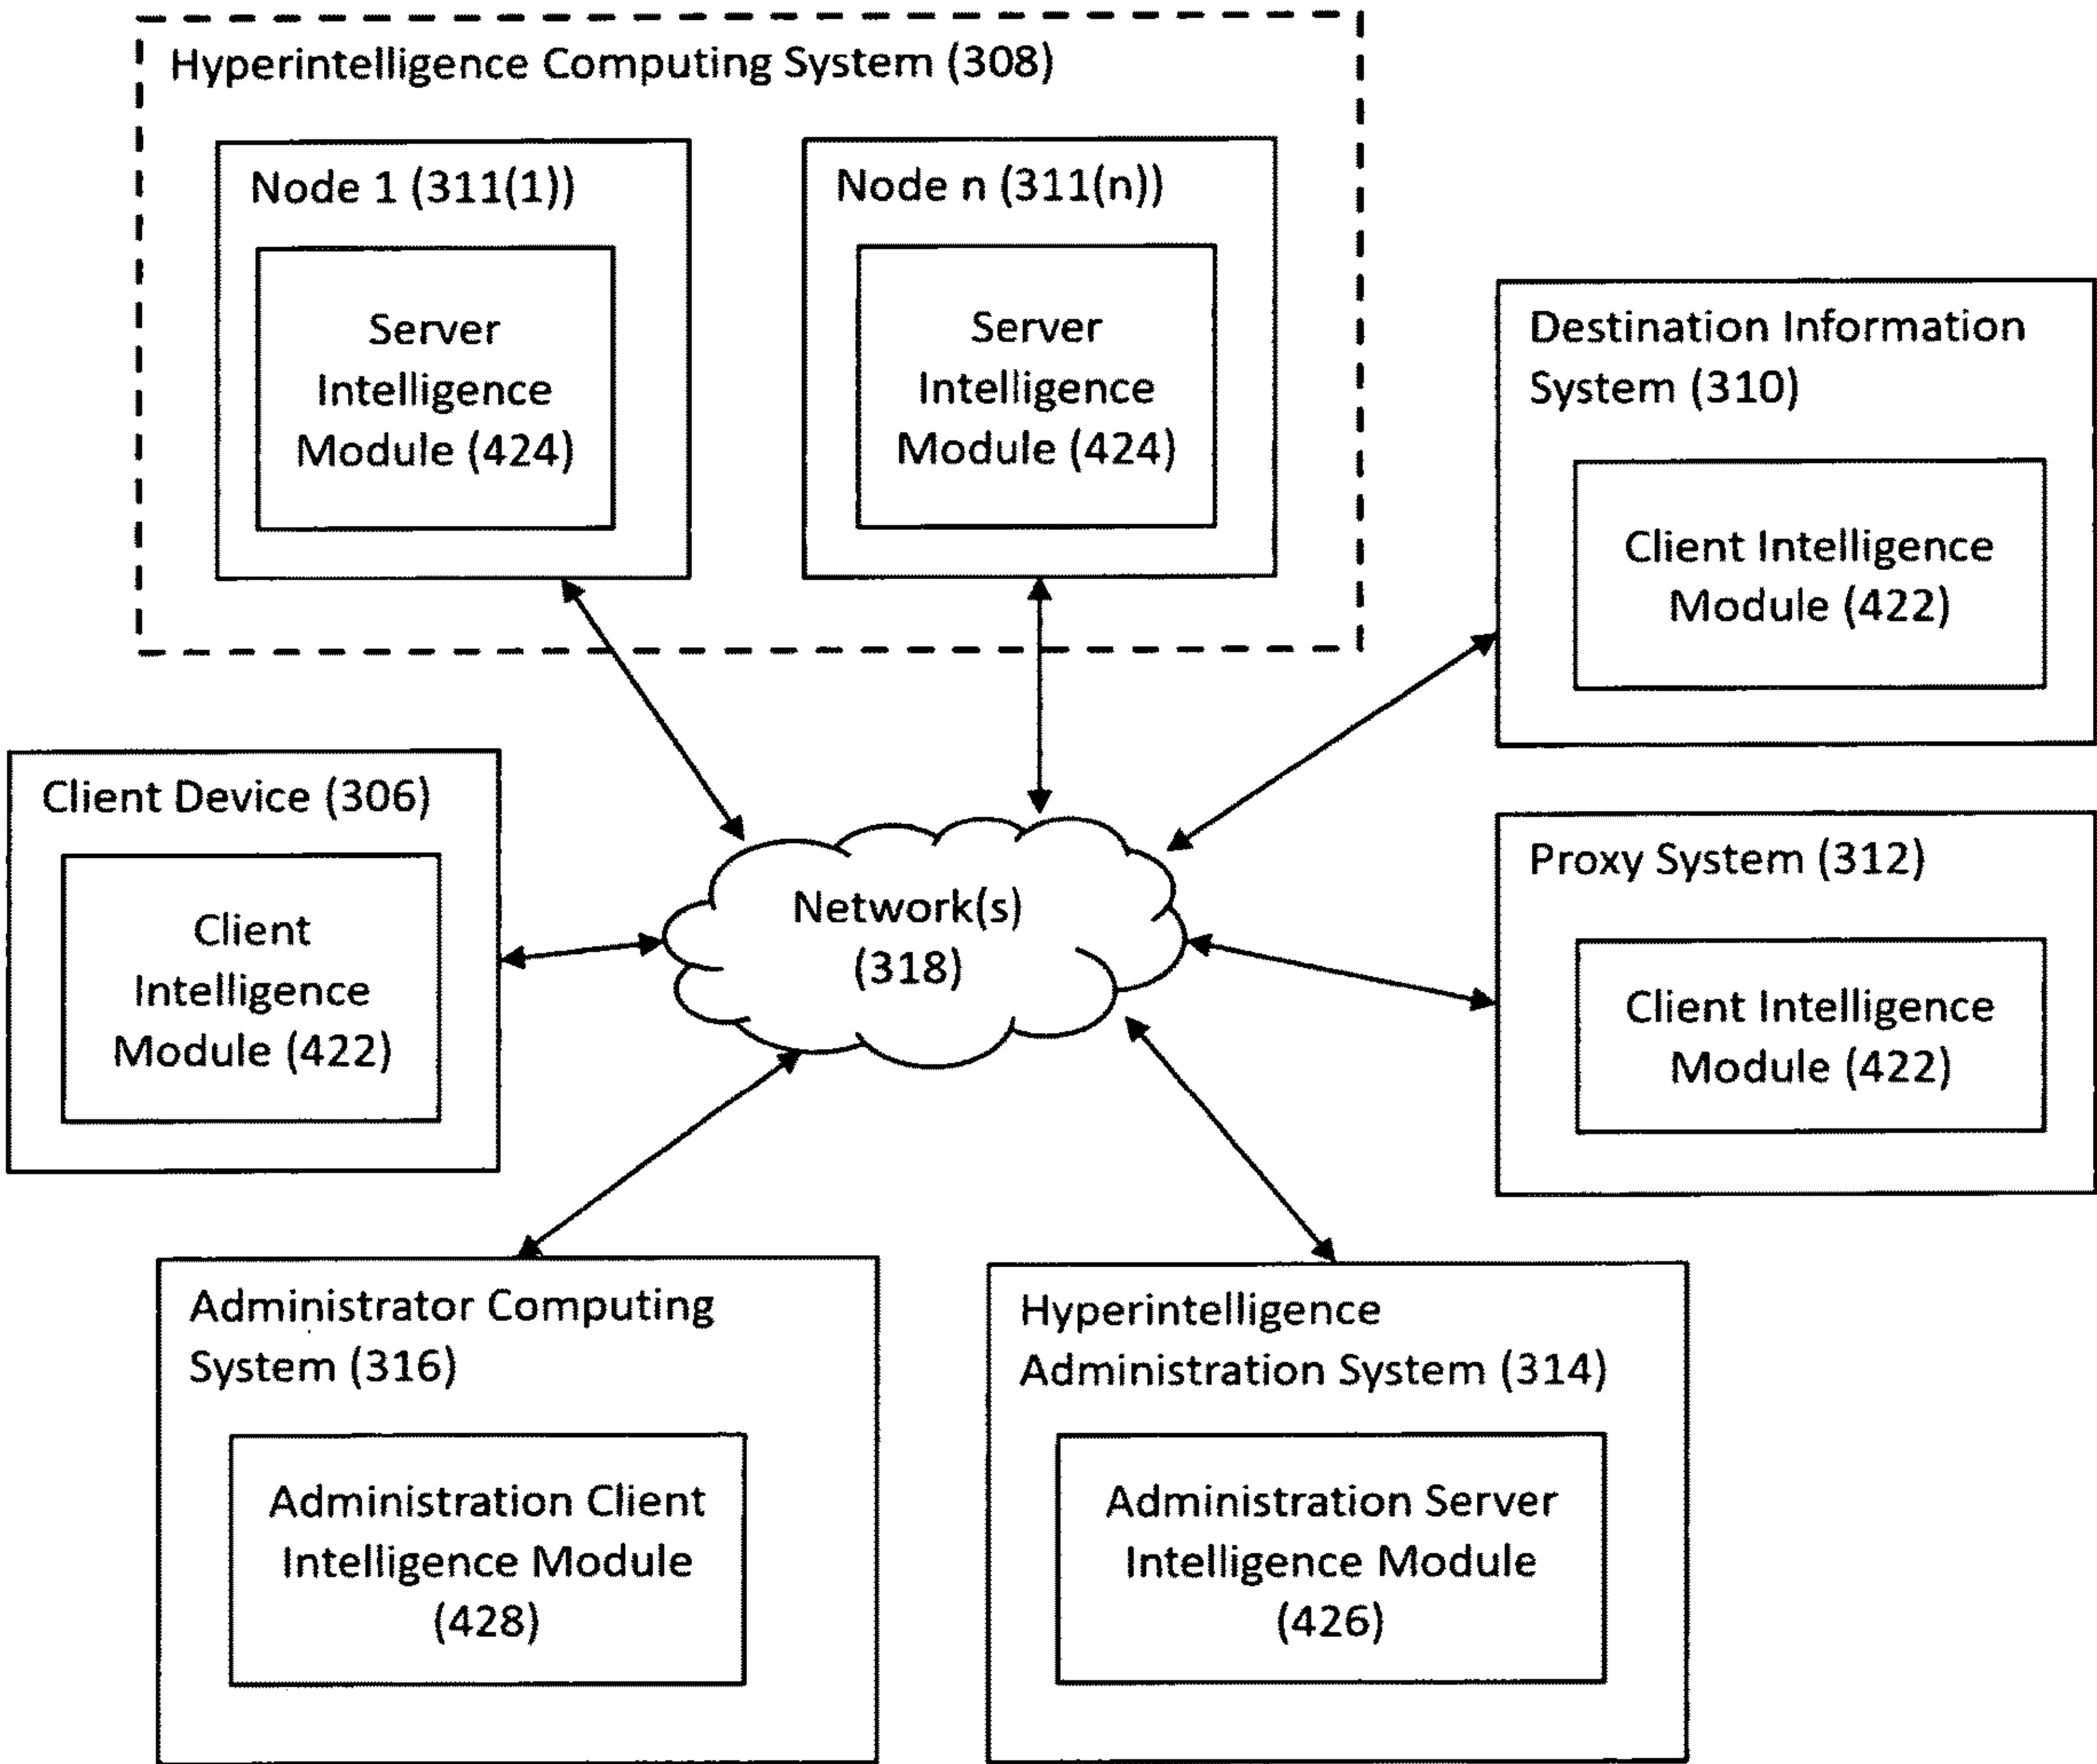 Hyperintelligence Computing System (308)
Node 1 (311(1))
Server
Intelligence
Module (424)
Node n (311(n))
Server
Intelligence
Module (424)
Destination Information
System (310)
Client Intelligence
Module (422)
Client Device (306)
Client
Intelligence
Module (422)
Network(s)
(318)
Proxy System (312)
Client Intelligence
Module (422)
Administrator Computing
System (316)
Administration Client
Intelligence Module
(428)
Hyperintelligence
Administration System (314)
Administration Server
Intelligence Module
(426)